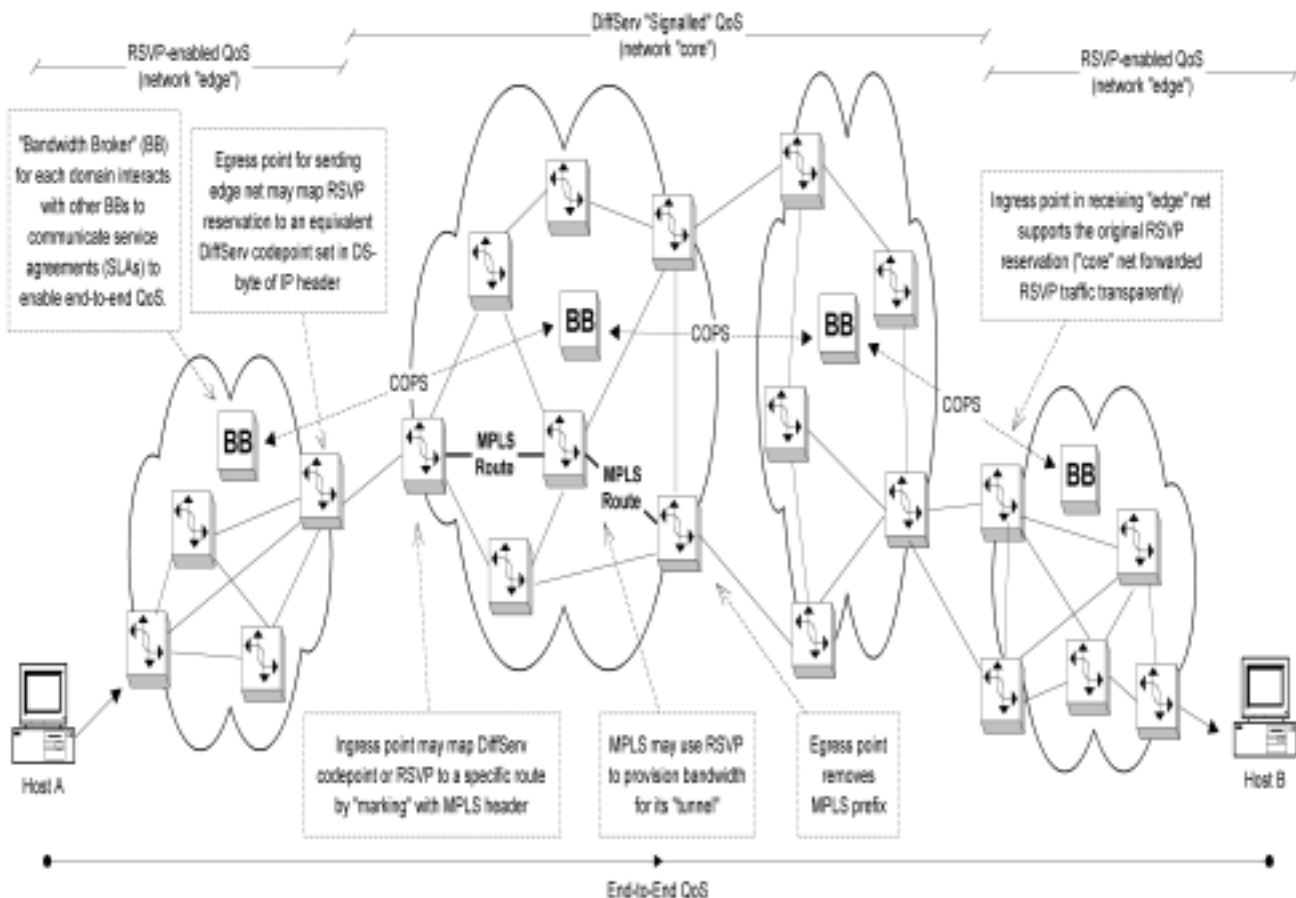 DiffServ "Signalled" QoS
(network "core")
RSVP-enabled QoS
(network "edge")
RSVP-enabled QoS
(network "edge")
"Bandwidth Broker" (BB)
for each domain interacts
with other BBs to
communicate service
agreements (SLAs) to
enable end-to-end QoS.
Egress point for sending
edge net may map RSVP
reservation to an equivalent
DiffServ codepoint set in DS-
byte of IP header
Ingress point in receiving "edge" net
supports the original RSVP
reservation ("core" net forwarded
RSVP traffic transparently)
BB
BB
COPS
COPS
COPS
BB
BB
MPLS
Route
MPLS
Route
Host A
Host B
Ingress point may map DiffServ
codepoint or RSVP to a specific route
by "marking" with MPLS header
MPLS may use RSVP
to provision bandwidth
for its "tunnel"
Egress point
removes
MPLS prefix
End-to-End QoS